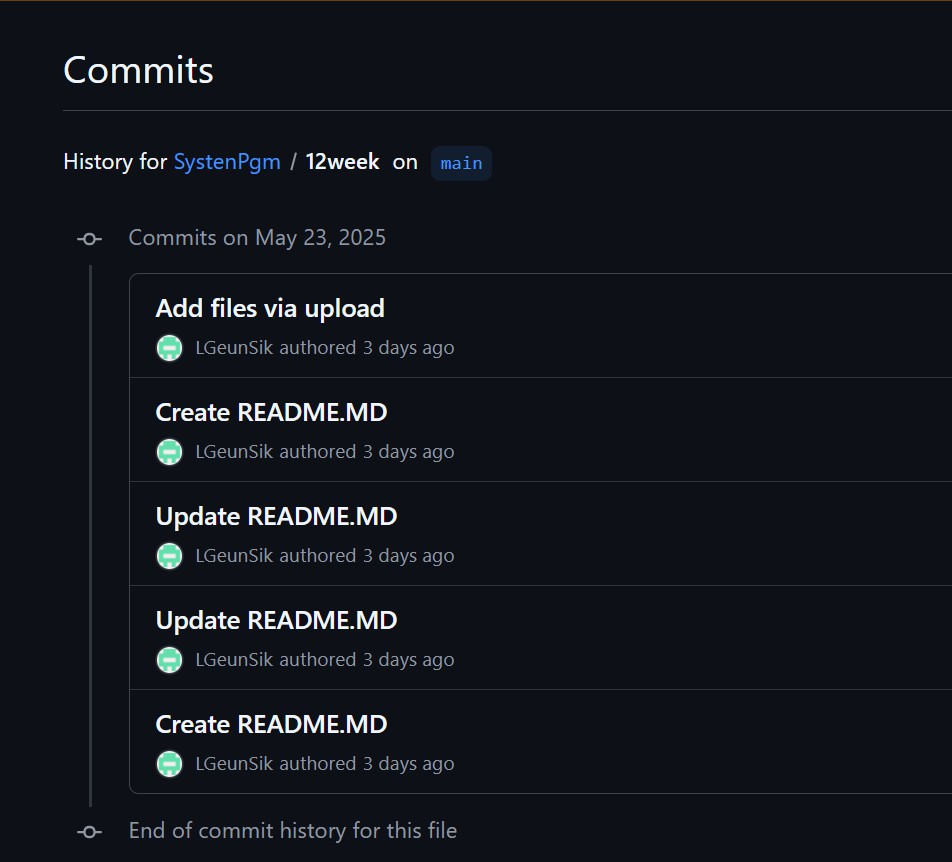 Commits
History for SystenPgm / 12week on main
Commits on May 23, 2025
Add files via upload
LGeunSik authored 3 days ago
Create README.MD
LGeunSik authored 3 days ago
Update README.MD
LGeunSik authored 3 days ago
Update README.MD
LGeunSik authored 3 days ago
Create README.MD
LGeunSik authored 3 days ago
End of commit history for this file